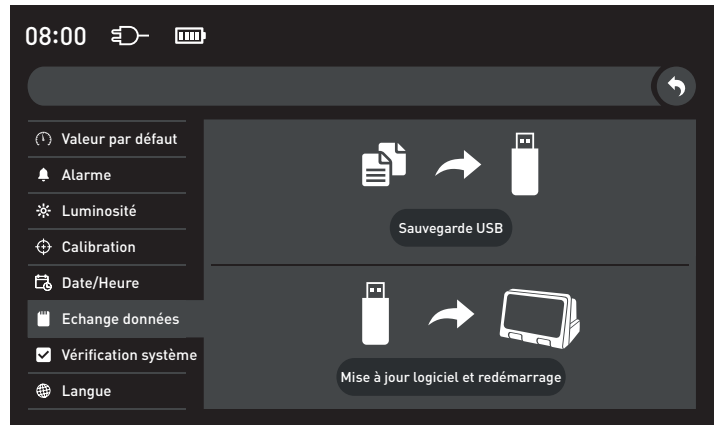 08:00
Valeur par défaut
Alarme
Luminosité
Calibration
Date/Heure
Echange données
Vérification système
Langue
Sauvegarde USB
Mise à jour logiciel et redémarrage